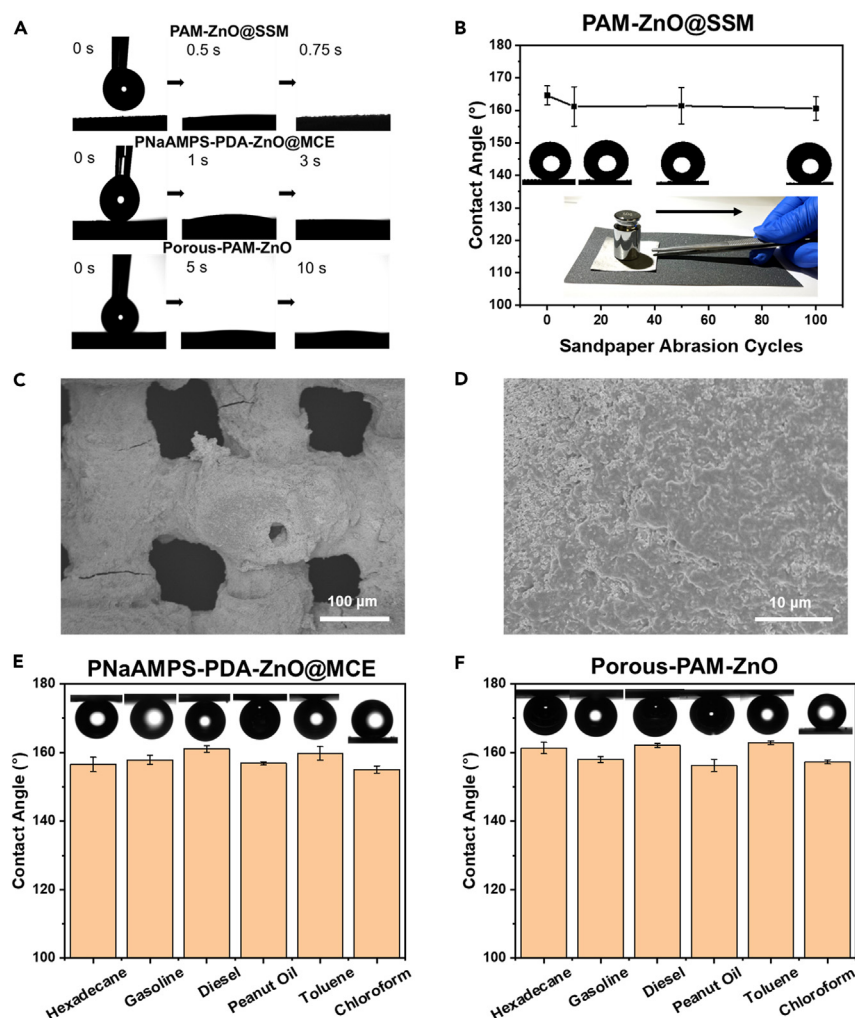 A
PAM-ZnO@SSM
0 s
0.5 s
0.75 s
PNaAMPS-PDA-ZnO@MCE
0 s
1 s
3 s
Porous-PAM-ZnO
0 s
5 s
10 s
B
PAM-ZnO@SSM
Contact Angle (°)
180
170
160
150
140
130
120
110
100
0
20
40
60
80
100
Sandpaper Abrasion Cycles
C
100 µm
D
10 µm
E
PNaAMPS-PDA-ZnO@MCE
Contact Angle (°)
180
160
140
120
100
Hexadecane
Gasoline
Diesel
Peanut Oil
Toluene
Chloroform
F
Porous-PAM-ZnO
Contact Angle (°)
180
160
140
120
100
Hexadecane
Gasoline
Diesel
Peanut Oil
Toluene
Chloroform